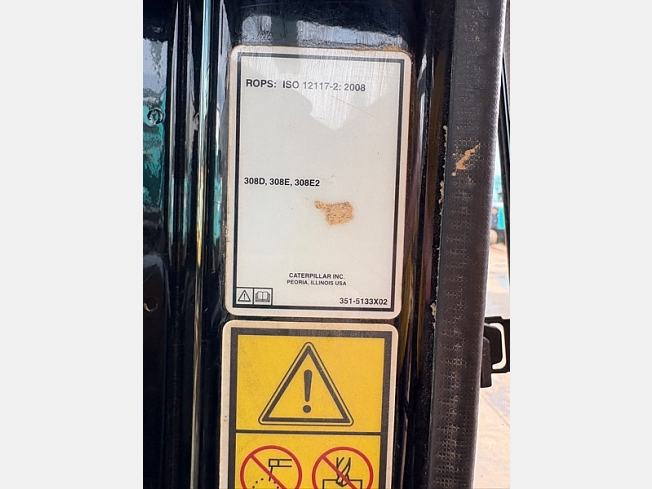 ROPS: ISO 12117-2: 2008
308D, 308E, 308E2
CATERPILLAR INC.
PEORIA, ILLINOIS USA
351-5133X02